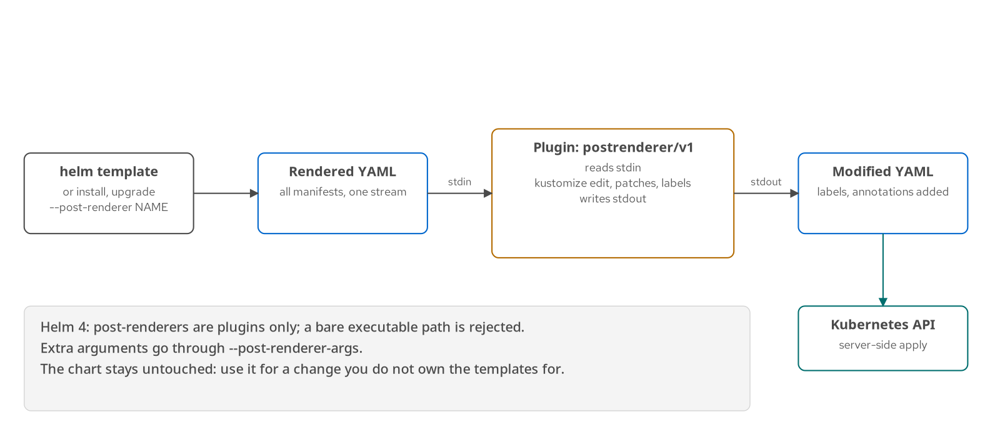 helm template
or install, upgrade
--post-renderer NAME
Rendered YAML
all manifests, one stream
stdin
Plugin: postrenderer/v1
reads stdin
kustomize edit, patches, labels
writes stdout
stdout
Modified YAML
labels, annotations added
Kubernetes API
server-side apply
Helm 4: post-renderers are plugins only; a bare executable path is rejected.
Extra arguments go through --post-renderer-args.
The chart stays untouched: use it for a change you do not own the templates for.